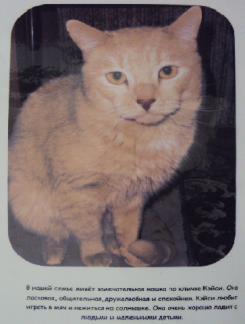 В нашей семье живёт замечательная кошка по кличке Кэйси. Она
ласковая, общительная, дружелюбная и спокойная. Кэйси любит
играть в мяч и нежиться на солнышке. Она очень хорошо ладит с
людьми и маленькими детьми.